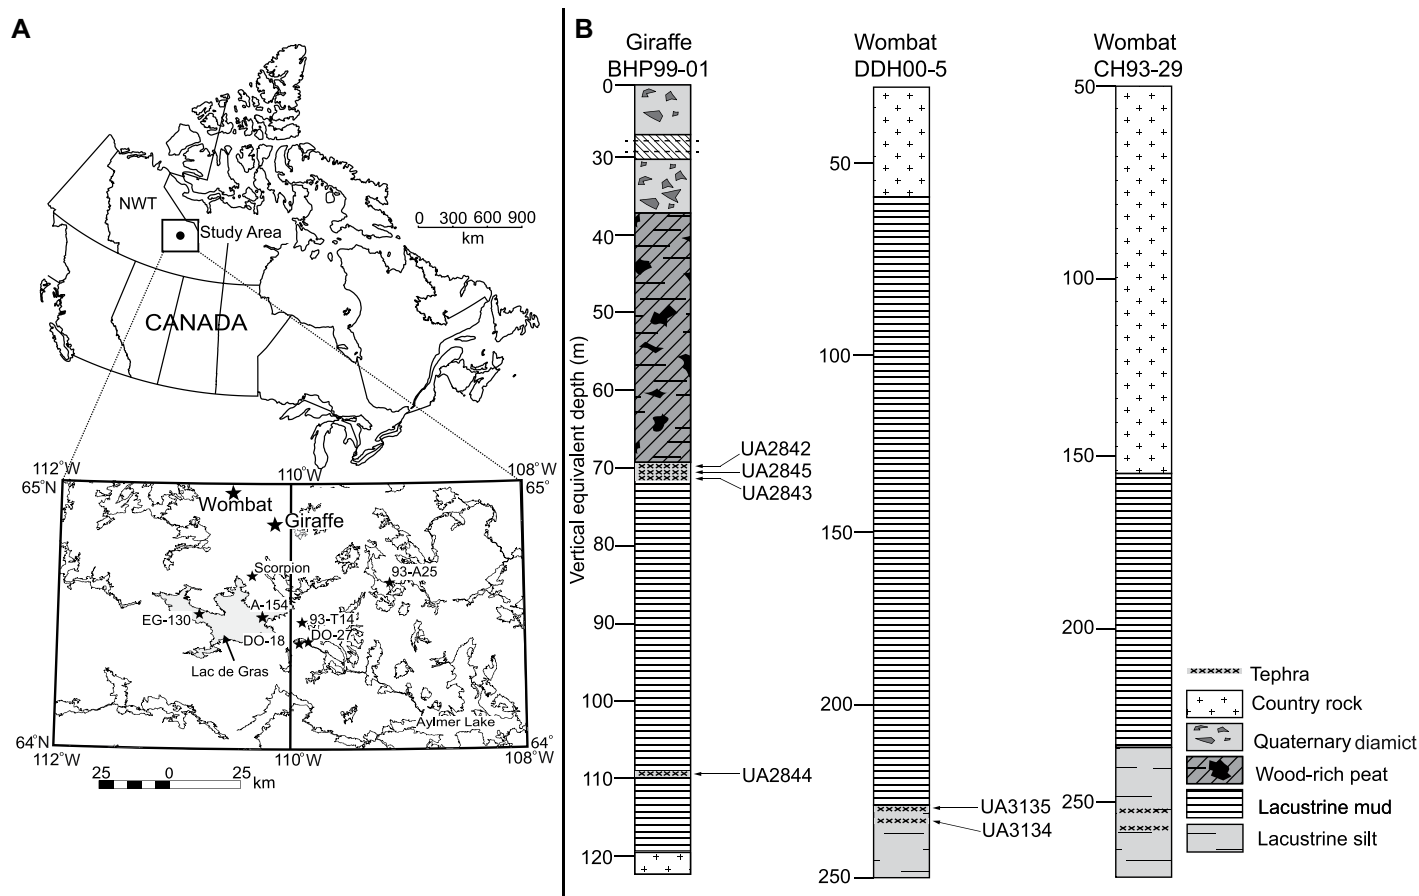 A
NWT
Study Area
0 300 600 900
km
CANADA
112°W
110°W
108°W
65°N
65°
Wombat
Giraffe
Scorpion
93-A25
A-154
EG-130
93-T14
DO-27
DO-18
Lac de Gras
Aylmer Lake
64°N
64°
112°W
110°W
108°W
25 0 25
km
B
Giraffe
BHP99-01
Vertical equivalent depth (m)
0
30
40
50
60
70
80
90
100
110
120
UA2842
UA2845
UA2843
UA2844
Wombat
DDH00-5
50
100
150
200
250
UA3135
UA3134
Wombat
CH93-29
50
100
150
200
250
Tephra
Country rock
Quaternary diamict
Wood-rich peat
Lacustrine mud
Lacustrine silt